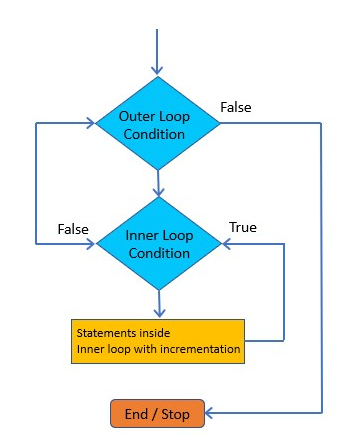 False
Outer Loop
Condition
False
True
Inner Loop
Condition
Statements inside
Inner loop with incrementation
End / Stop